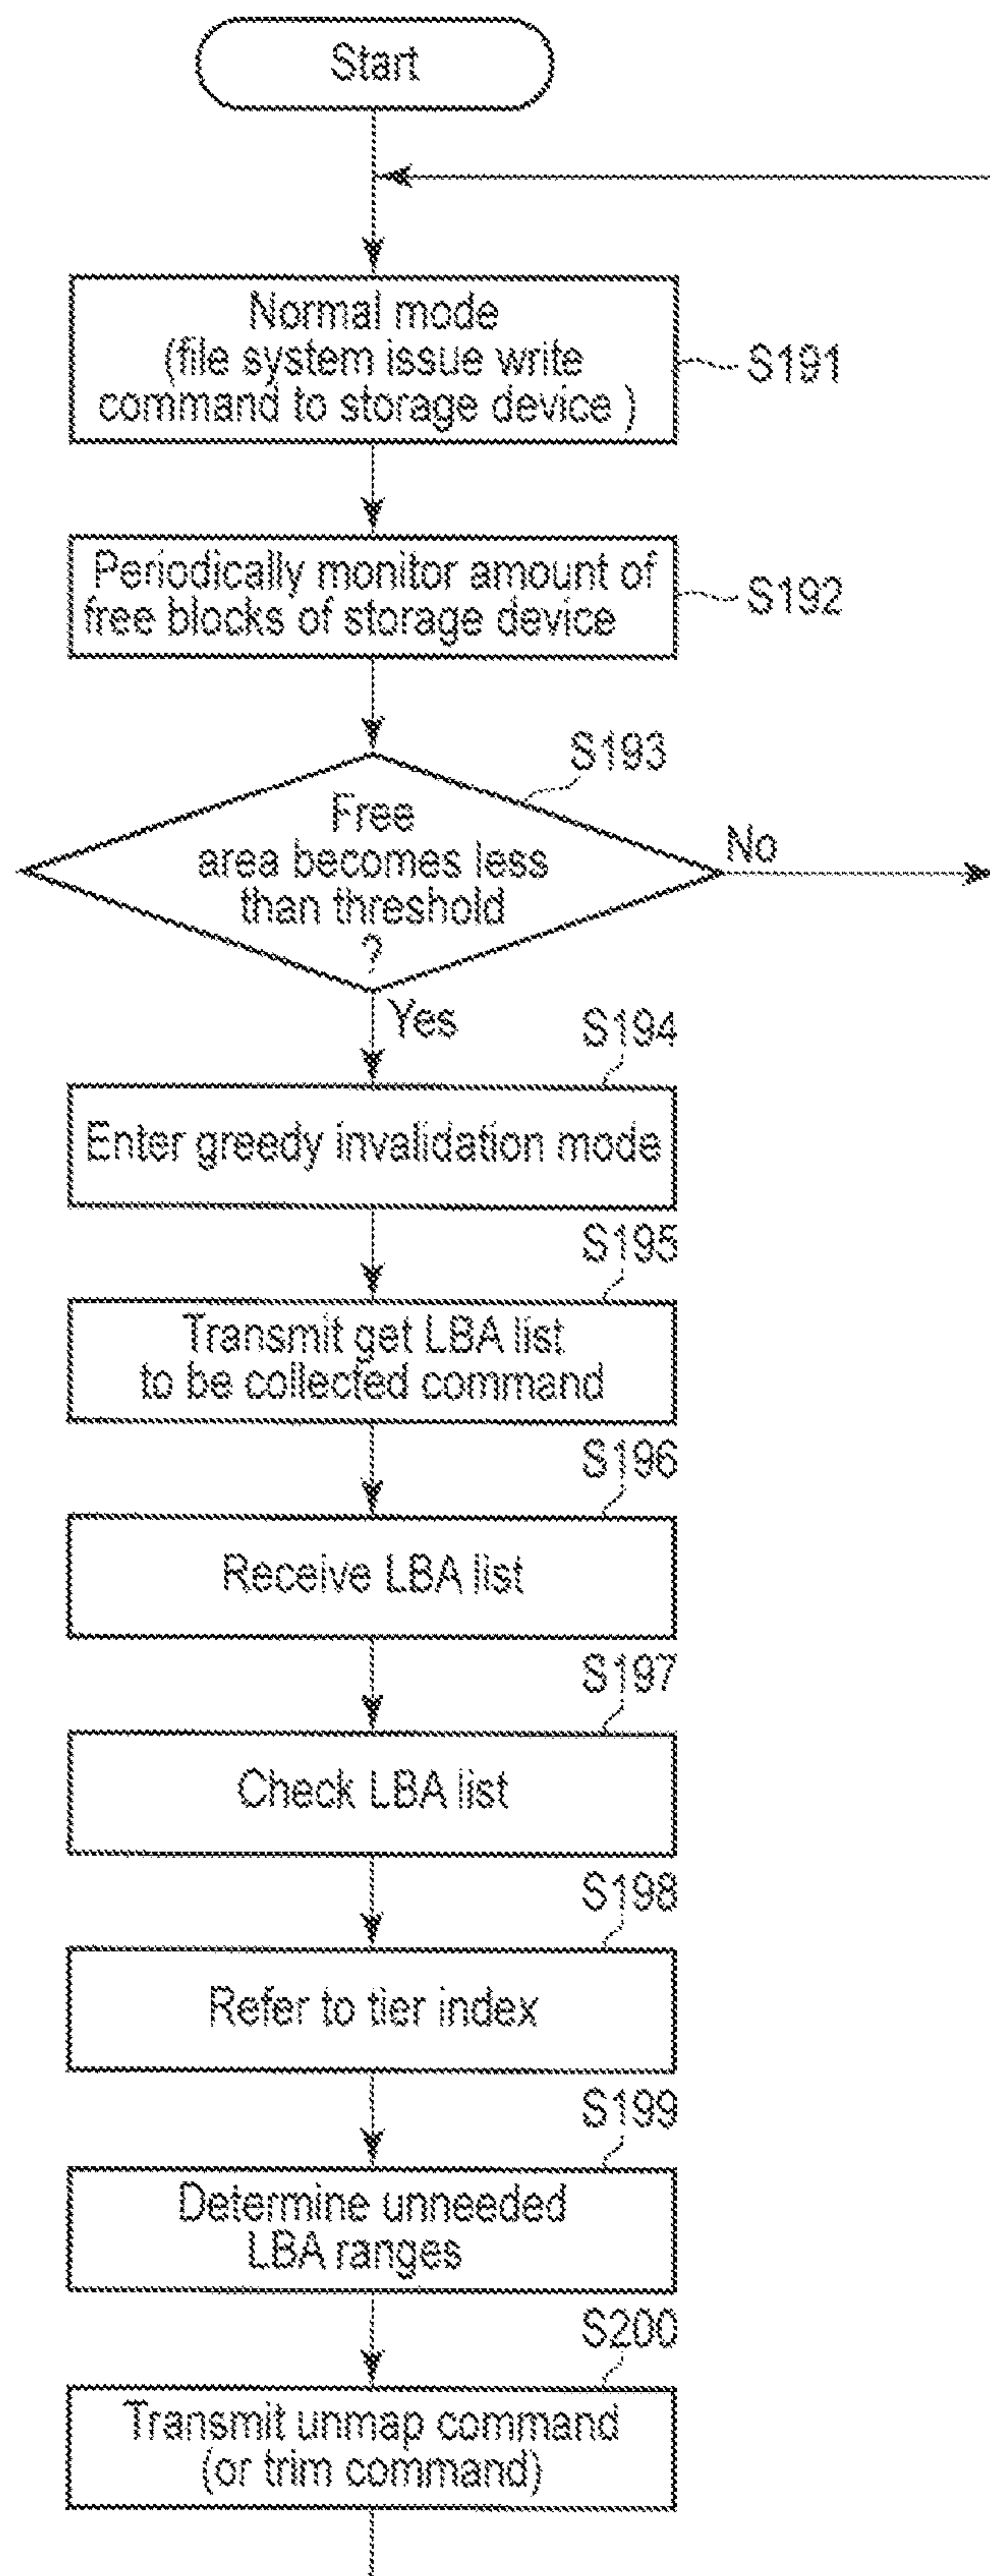 Start
Normal mode
(file system issue write
command to storage device )
S191
Periodically monitor amount of
free blocks of storage device
S192
S193
Free
area becomes less
than threshold
?
No
Yes
S194
Enter greedy invalidation mode
S195
Transmit get LBA list
to be collected command
S196
Receive LBA list
S197
Check LBA list
S198
Refer to tier index
S199
Determine unneeded
LBA ranges
S200
Transmit unmap command
(or trim command)